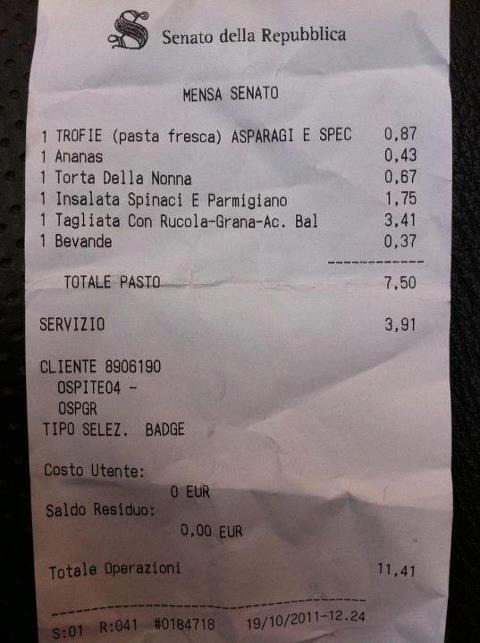 Senato della Repubblica
MENSA SENATO
1 TROFIE (pasta fresca) ASPARAGI E SPEC 0,87
1 Ananas 0,43
1 Torta Della Nonna 0,67
1 Insalata Spinaci E Parmigiano 1,75
1 Tagliata Con Rucola-Grana-Ac. Bal 3,41
1 Bevande 0,37
TOTALE PASTO 7,50
SERVIZIO 3,91
CLIENTE 8906190
OSPITE04 -
OSPGR
TIPO SELEZ. BADGE
Costo Utente:
0 EUR
Saldo Residuo:
0,00 EUR
Totale Operazioni 11,41
S:01 R:041 #0184718 19/10/2011-12.24